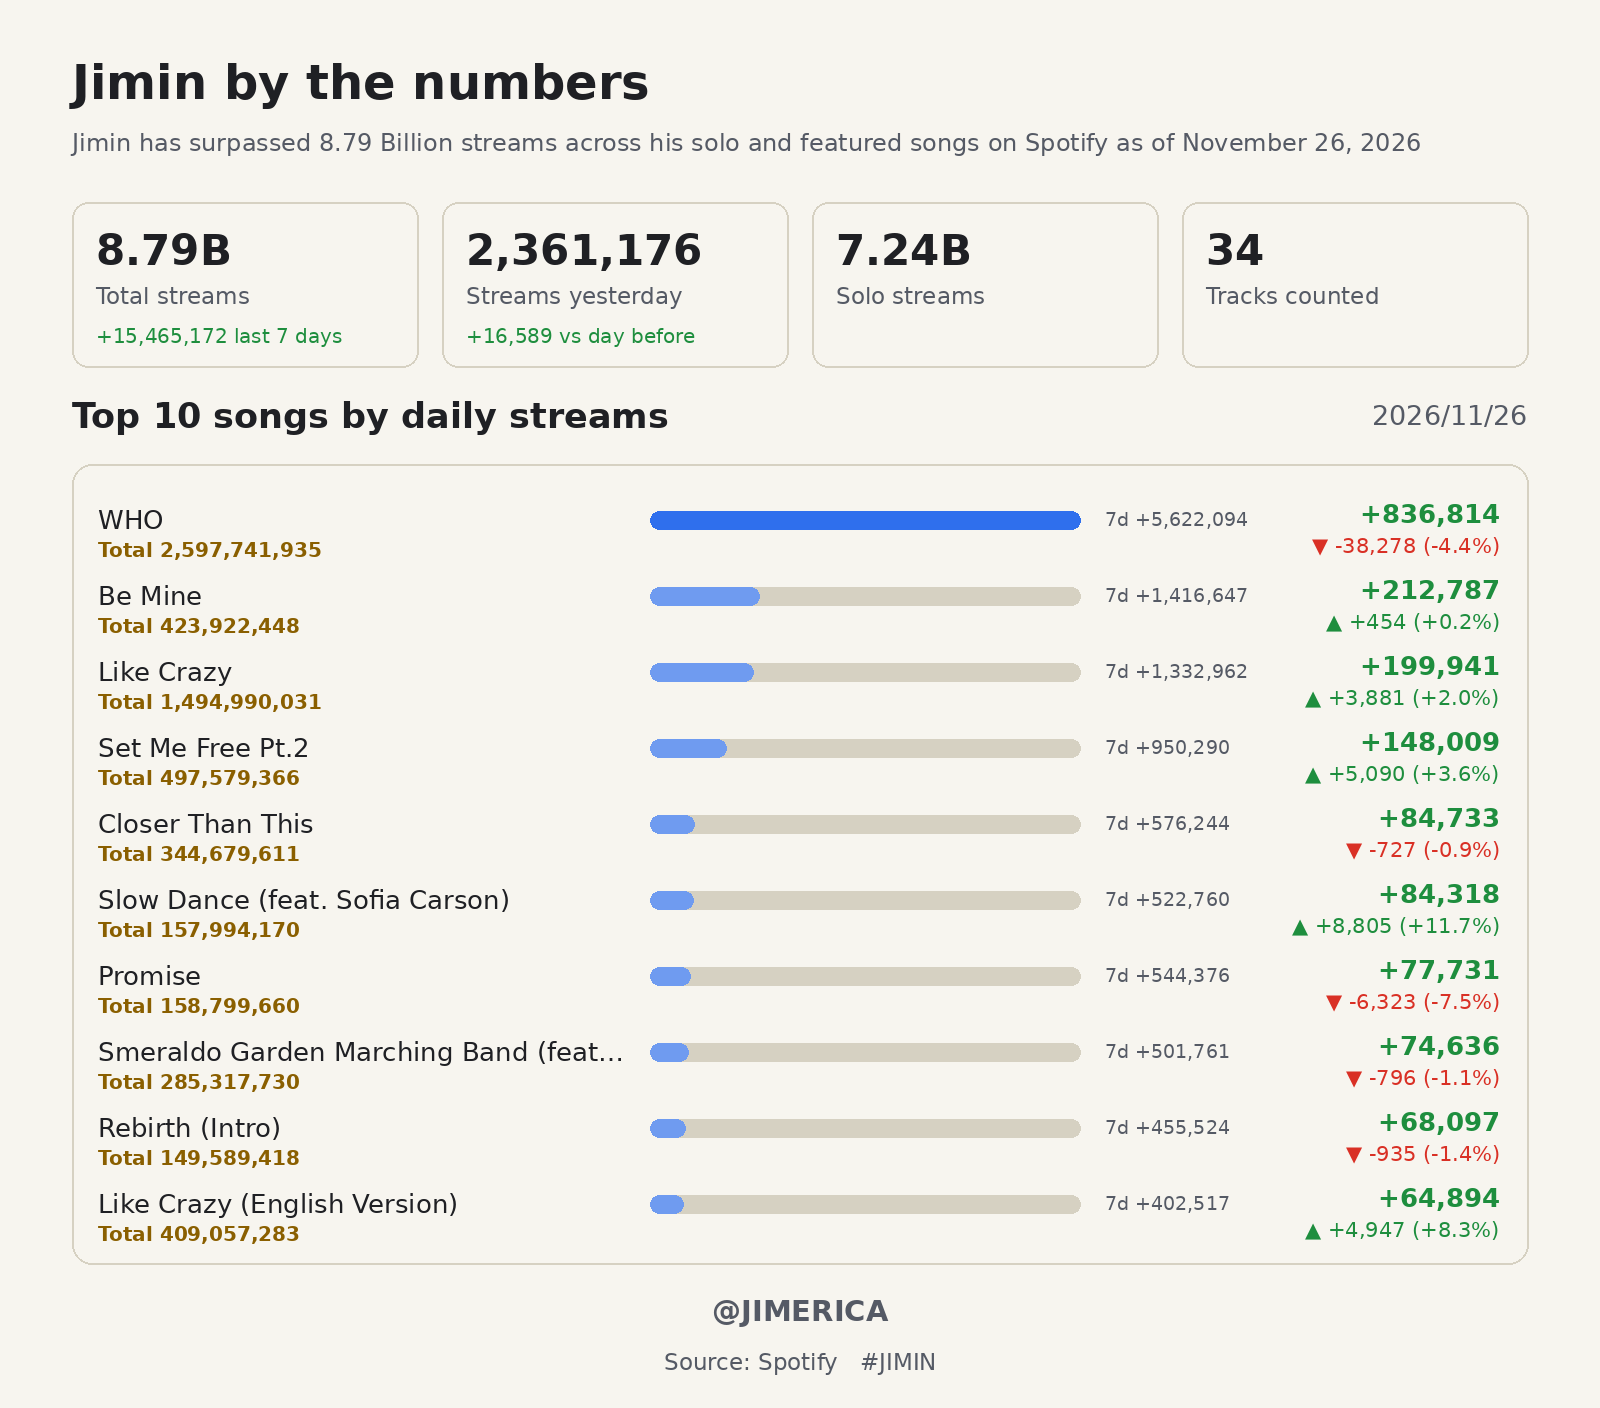 Jimin by the numbers
Jimin has surpassed 8.79 Billion streams across his solo and featured songs on Spotify as of November 26, 2026
8.79B
Total streams
+15,465,172 last 7 days
2,361,176
Streams yesterday
+16,589 vs day before
7.24B
Solo streams
34
Tracks counted
Top 10 songs by daily streams
2026/11/26
WHO
Total 2,597,741,935
7d +5,622,094
+836,814
▼ -38,278 (-4.4%)
Be Mine
Total 423,922,448
7d +1,416,647
+212,787
▲ +454 (+0.2%)
Like Crazy
Total 1,494,990,031
7d +1,332,962
+199,941
▲ +3,881 (+2.0%)
Set Me Free Pt.2
Total 497,579,366
7d +950,290
+148,009
▲ +5,090 (+3.6%)
Closer Than This
Total 344,679,611
7d +576,244
+84,733
▼ -727 (-0.9%)
Slow Dance (feat. Sofia Carson)
Total 157,994,170
7d +522,760
+84,318
▲ +8,805 (+11.7%)
Promise
Total 158,799,660
7d +544,376
+77,731
▼ -6,323 (-7.5%)
Smeraldo Garden Marching Band (feat...
Total 285,317,730
7d +501,761
+74,636
▼ -796 (-1.1%)
Rebirth (Intro)
Total 149,589,418
7d +455,524
+68,097
▼ -935 (-1.4%)
Like Crazy (English Version)
Total 409,057,283
7d +402,517
+64,894
▲ +4,947 (+8.3%)
@JIMERICA
Source: Spotify #JIMIN